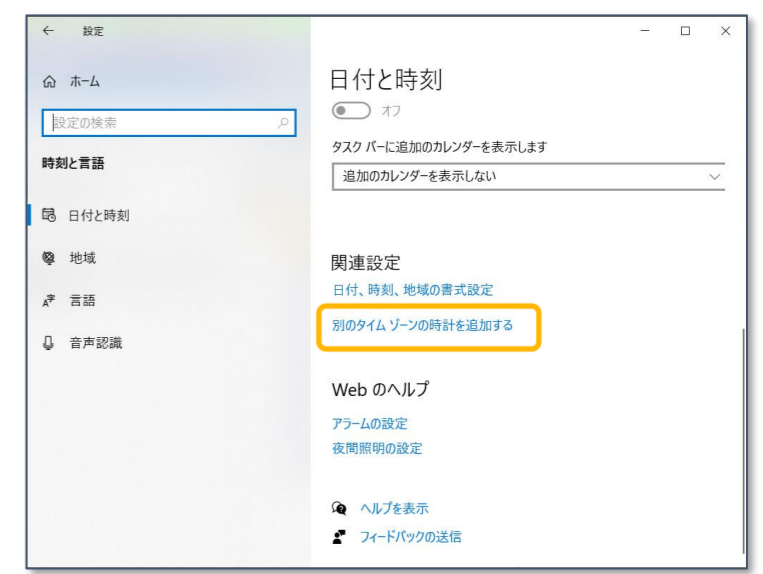 設定
ホーム
設定の検索
時刻と言語
日付と時刻
地域
言語
音声認識
日付と時刻
オフ
タスク バーに追加のカレンダーを表示します
追加のカレンダーを表示しない
関連設定
日付、時刻、地域の書式設定
別のタイム ゾーンの時計を追加する
Web のヘルプ
アラームの設定
夜間照明の設定
ヘルプを表示
フィードバックの送信